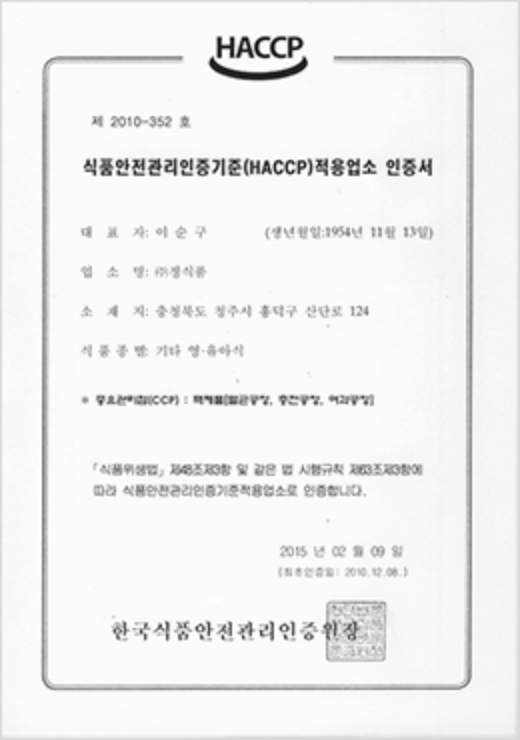 HACCP
제 2010-352 호
식품안전관리인증기준(HACCP)적용업소 인증서
대 표 자: 이 순 구 (생년월일:1954년 11월 13일)
업 소 명: ㈜정식품
소 재 지: 충청북도 청주시 흥덕구 산단로 124
식 품 종 별: 기타 영·유아식
※ 중요관리점(CCP) :
「식품위생법」 제48조제3항 및 같은 법 시행규칙 제63조제3항에
따라 식품안전관리인증기준적용업소로 인증합니다.
2015 년 02 월 09 일
(최초인증일: 2010.12.08.)
한국식품안전관리인증원장